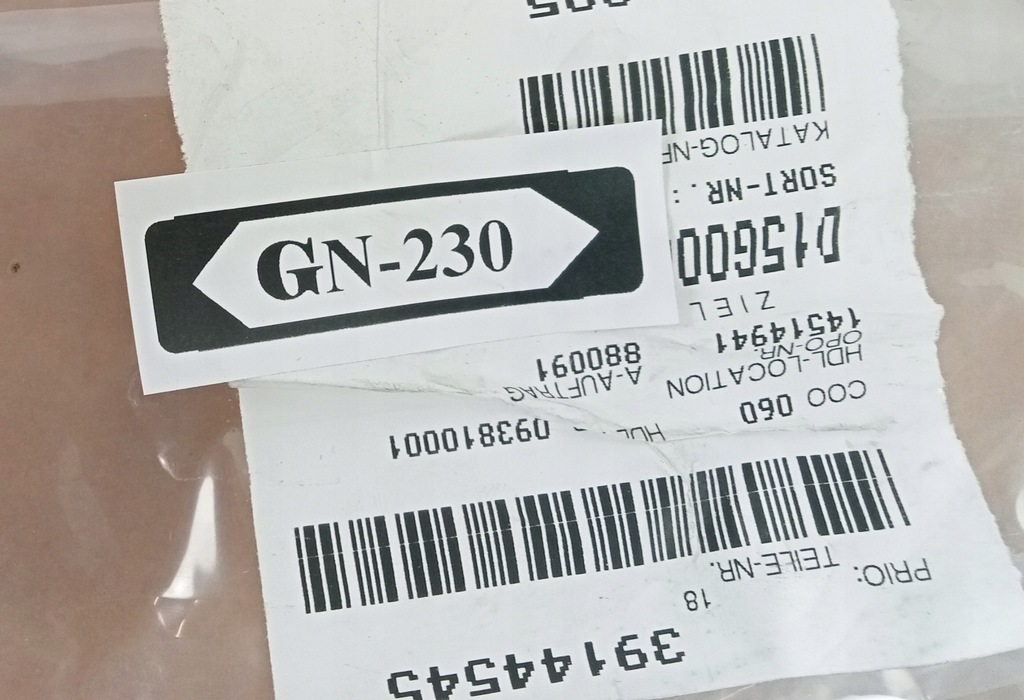 GN-230
39144545
18
PRIO: TEILE-NR.
093810001
COO 060
HDL-LOCATION A-AUFTRAG
OPO-NR. 880091
14514941
ZIEL
D15600
SORT-NR.:
KATALOG-NR